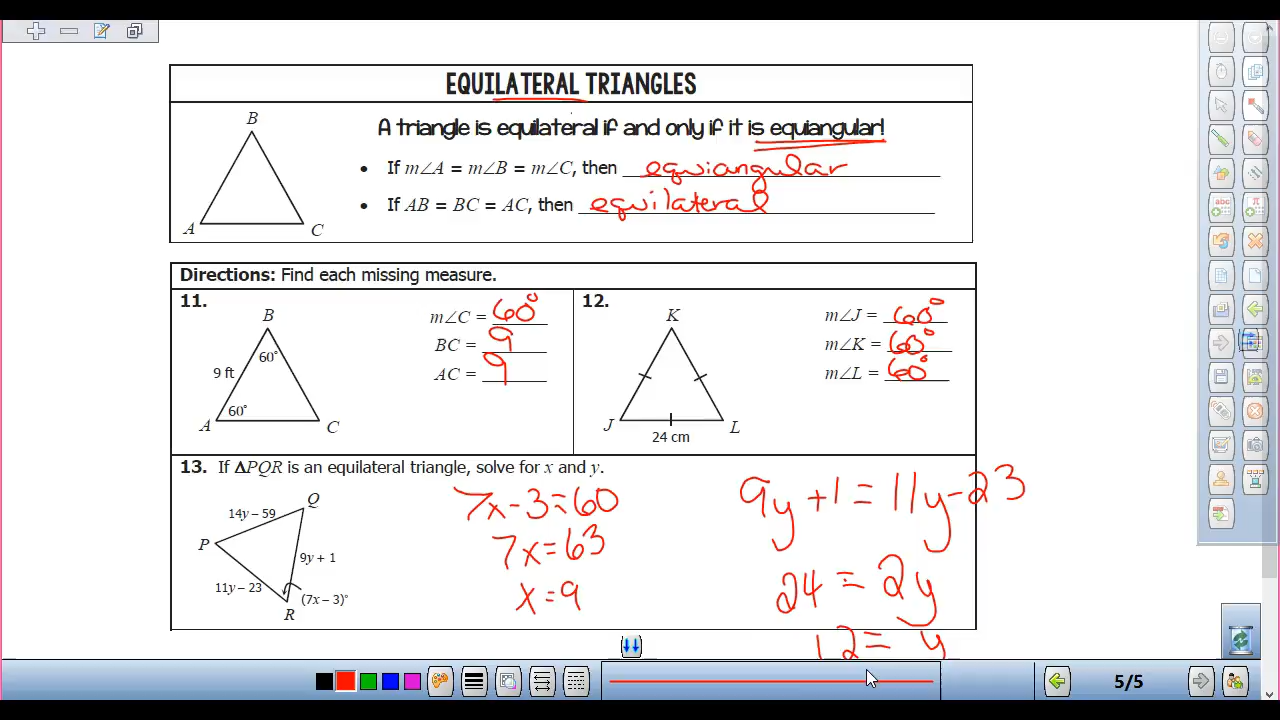 EQUILATERAL TRIANGLES
A triangle is equilateral if and only if it is equiangular!
B
A
C
• If m∠A = m∠B = m∠C, then equiangular
• If AB = BC = AC, then equilateral
Directions: Find each missing measure.
11.
B
60°
9 ft
60°
A
C
m∠C = 60°
BC = 9
AC = 9
12.
K
J
L
24 cm
m∠J = 60°
m∠K = 60°
m∠L = 60°
13. If ΔPQR is an equilateral triangle, solve for x and y.
Q
14y – 59
P
9y + 1
11y – 23
(7x – 3)°
R
7x - 3 = 60
7x = 63
x = 9
9y + 1 = 11y - 23
24 = 2y
12 = y
abc
π
5/5